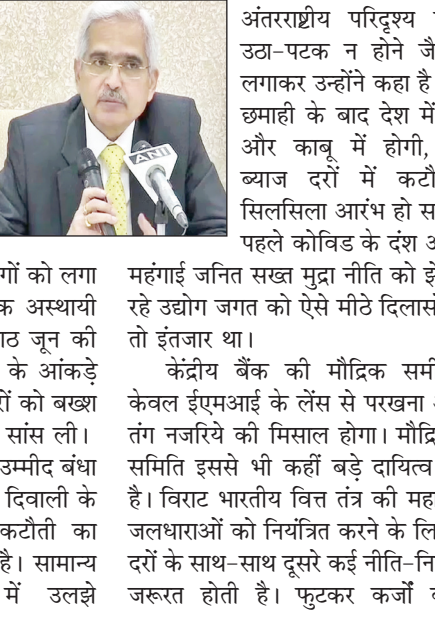 ANI
गों को लगा
क अस्थायी
ाठ जून की
के आंकड़े
रों को बख्श
सांस ली।
उम्मीद बंधा
दिवाली के
कटौती का
है। सामान्य
में उलझे
अंतरराष्ट्रीय परिदृश्य
उठा-पटक न होने जै
लगाकर उन्होंने कहा है
छमाही के बाद देश में
और काबू में होगी,
ब्याज दरों में कटौ
सिलसिला आरंभ हो स
पहले कोविड के दंश अ
महंगाई जनित सख्त मुद्रा नीति को झे
रहे उद्योग जगत को ऐसे मीठे दिलासे
तो इंतजार था।
केंद्रीय बैंक की मौद्रिक समी
केवल ईएमआई के लेंस से परखना अ
तंग नजरिये की मिसाल होगा। मौद्रि
समिति इससे भी कहीं बड़े दायित्व
है। विराट भारतीय वित्त तंत्र की मह
जलधाराओं को नियंत्रित करने के लि
दरों के साथ-साथ दूसरे कई नीति-नि
जरूरत होती है। फुटकर कर्जों